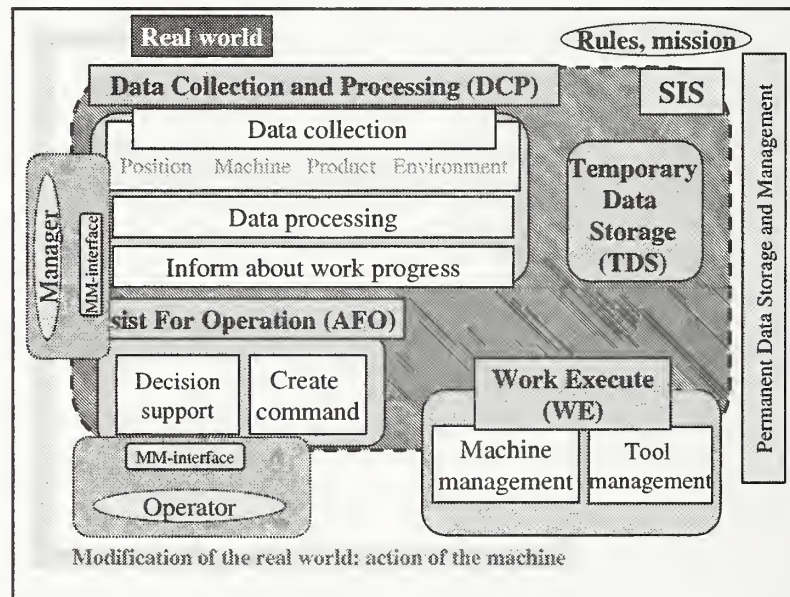 Real world
Rules, mission
Data Collection and Processing (DCP)
SIS
Data collection
Position Machine Product Environment
Data processing
Inform about work progress
Temporary
Data
Storage
(TDS)
Manager
MM-interface
sist For Operation (AFO)
Decision
support
Create
command
Work Execute
(WE)
Machine
management
Tool
management
MM-interface
Operator
Permanent Data Storage and Management
Modification of the real world: action of the machine